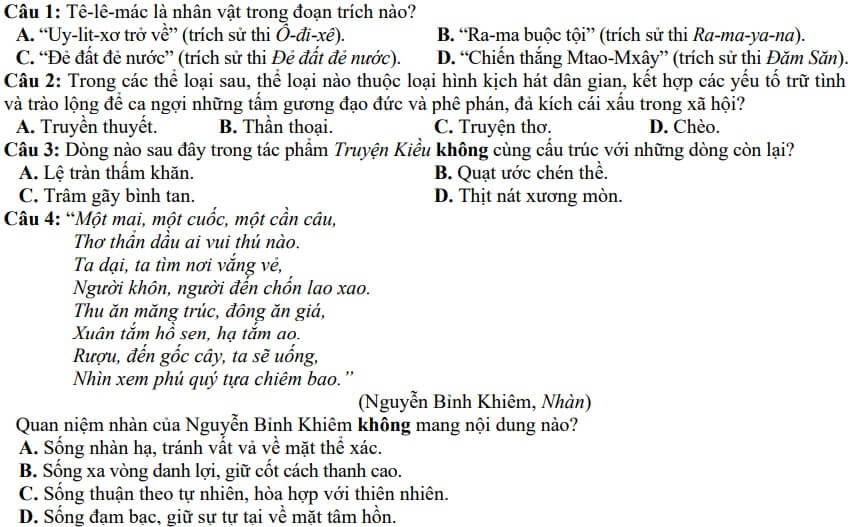 Câu 1: Tê-lê-mác là nhân vật trong đoạn trích nào?
A. “Uy-lit-xơ trở về” (trích sử thi Ô-đi-xê). B. “Ra-ma buộc tội” (trích sử thi Ra-ma-ya-na).
C. “Đẻ đất đẻ nước” (trích sử thi Đẻ đất đẻ nước). D. “Chiến thắng Mtao-Mxây” (trích sử thi Đăm Săn).
Câu 2: Trong các thể loại sau, thể loại nào thuộc loại hình kịch hát dân gian, kết hợp các yếu tố trữ tình
và trào lộng để ca ngợi những tấm gương đạo đức và phê phán, đả kích cái xấu trong xã hội?
A. Truyền thuyết. B. Thần thoại. C. Truyện thơ. D. Chèo.
Câu 3: Dòng nào sau đây trong tác phẩm Truyện Kiều không cùng cấu trúc với những dòng còn lại?
A. Lệ tràn thấm khăn. B. Quạt ước chén thề.
C. Trâm gãy bình tan. D. Thịt nát xương mòn.
Câu 4: “Một mai, một cuốc, một cần câu,
Thơ thẩn dầu ai vui thú nào.
Ta dại, ta tìm nơi vắng vẻ,
Người khôn, người đến chốn lao xao.
Thu ăn măng trúc, đông ăn giá,
Xuân tắm hồ sen, hạ tắm ao.
Rượu, đến gốc cây, ta sẽ uống,
Nhìn xem phú quý tựa chiêm bao.”
(Nguyễn Bỉnh Khiêm, Nhàn)
Quan niệm nhàn của Nguyễn Bỉnh Khiêm không mang nội dung nào?
A. Sống nhàn hạ, tránh vất vả về mặt thể xác.
B. Sống xa vòng danh lợi, giữ cốt cách thanh cao.
C. Sống thuận theo tự nhiên, hòa hợp với thiên nhiên.
D. Sống đạm bạc, giữ sự tự tại về mặt tâm hồn.